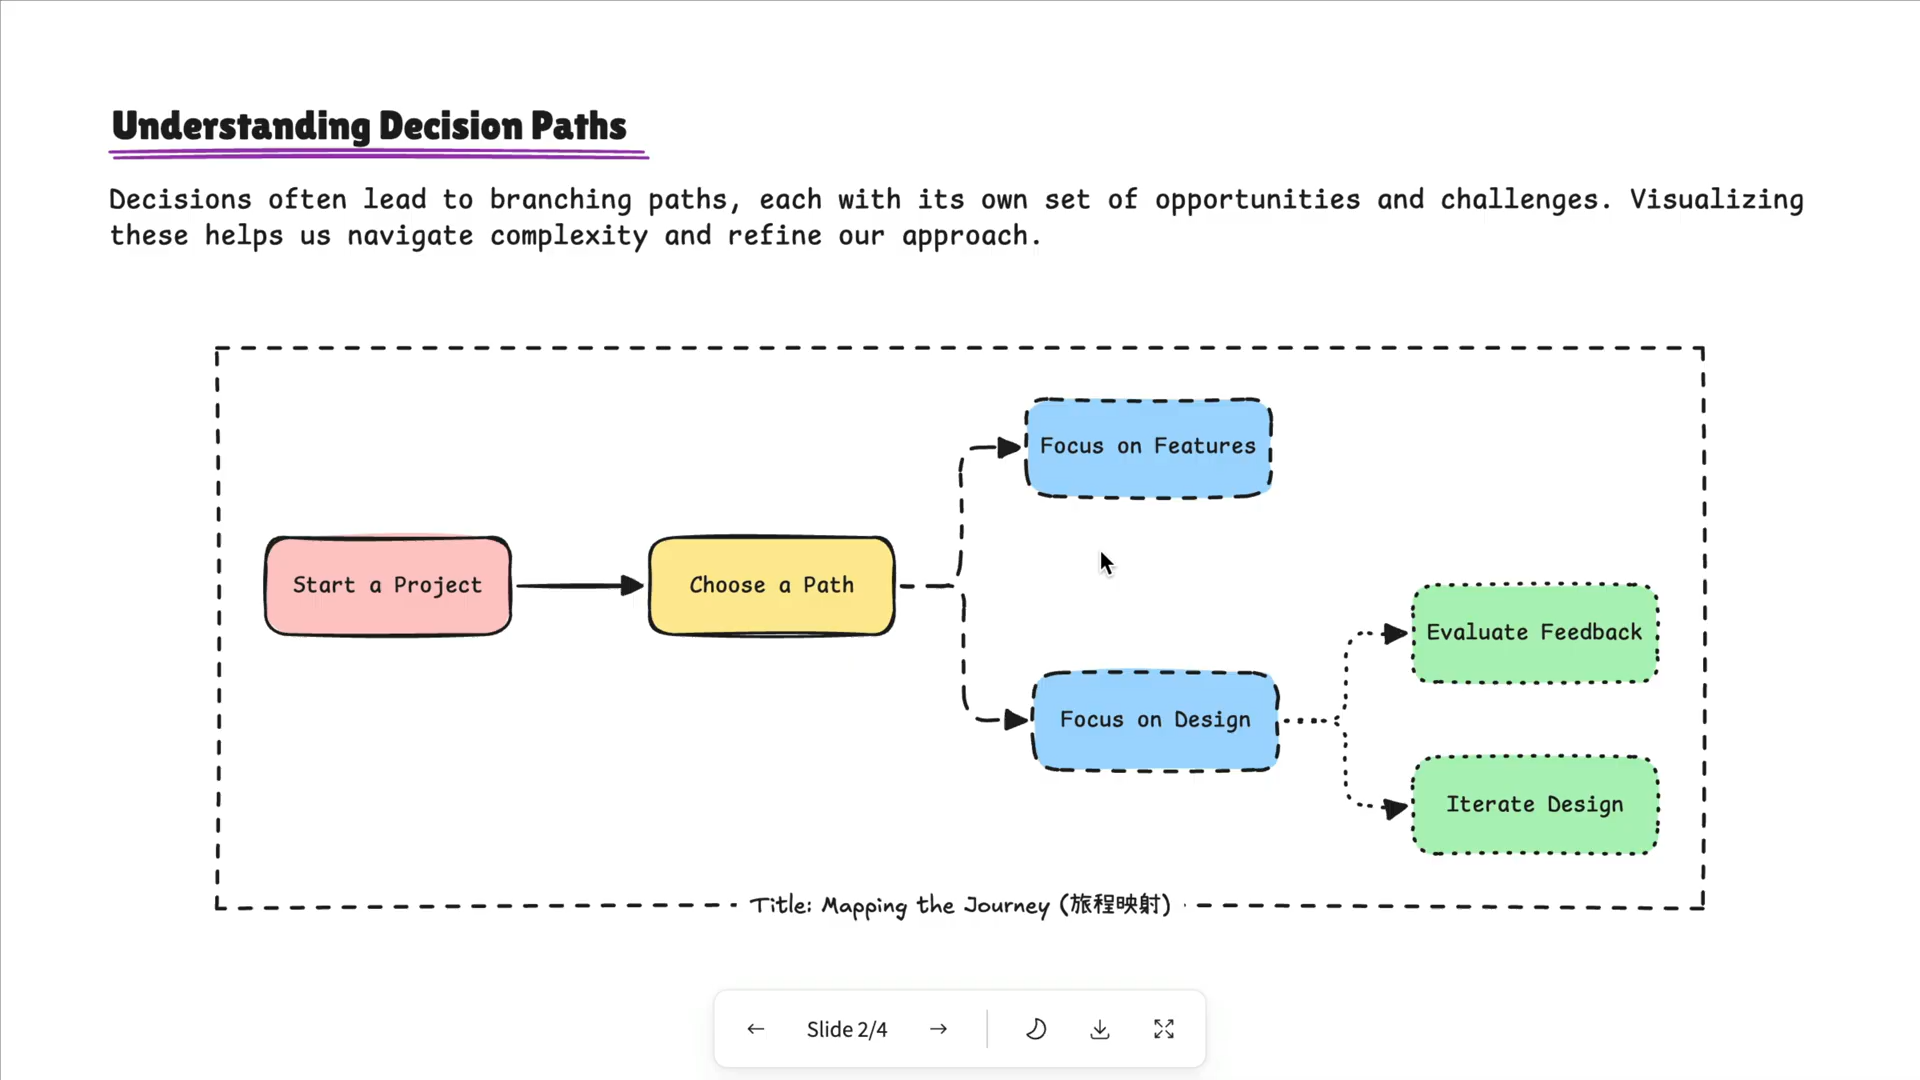 Understanding Decision Paths
Decisions often lead to branching paths, each with its own set of opportunities and challenges. Visualizing
these helps us navigate complexity and refine our approach.
Focus on Features
Start a Project
Choose a Path
Evaluate Feedback
Focus on Design
Iterate Design
Title: Mapping the Journey (旅程映射)
Slide 2/4